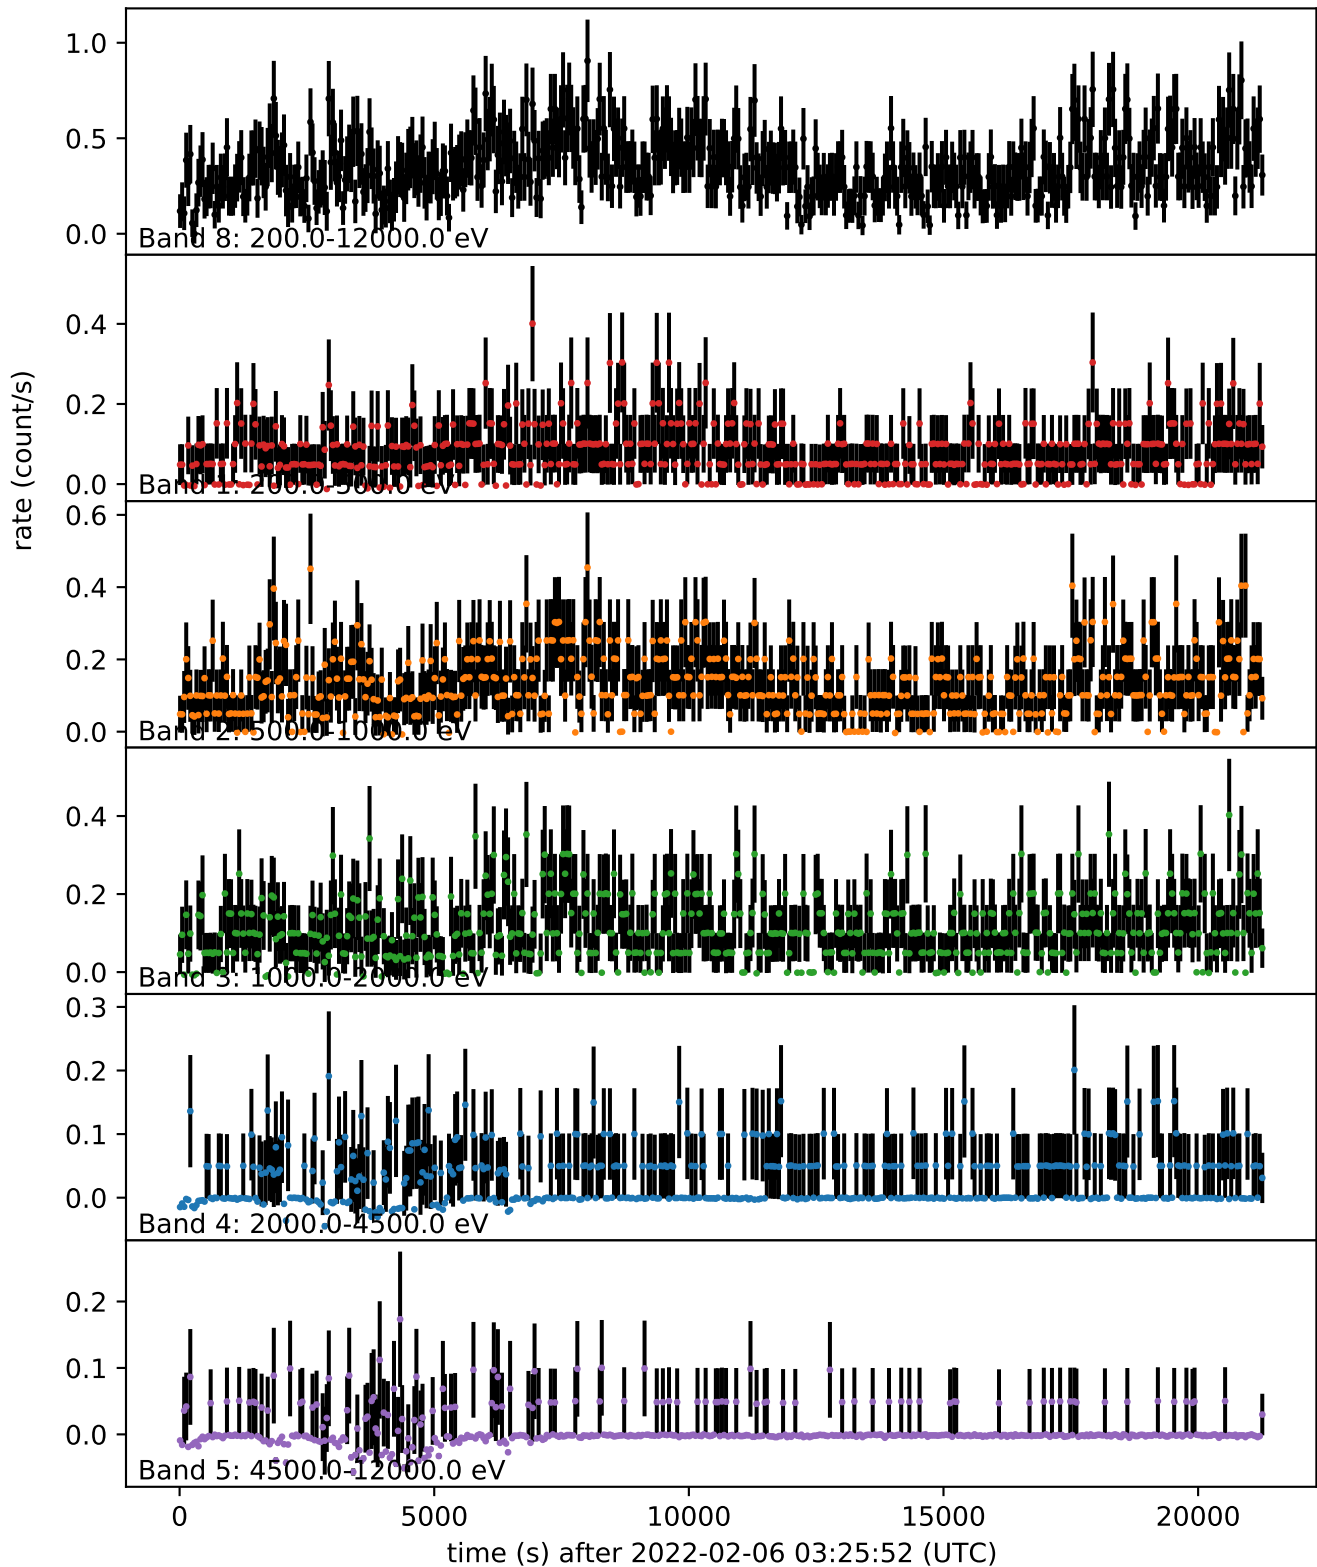 1.0
0.5
0.0
Band 8: 200.0-12000.0 eV
rate (count/s)
0.4
0.2
0.0
Band 1: 200.0-500.0 eV
0.6
0.4
0.2
0.0
Band 2: 500.0-1000.0 eV
0.4
0.2
0.0
Band 3: 1000.0-2000.0 eV
0.3
0.2
0.1
0.0
Band 4: 2000.0-4500.0 eV
0.2
0.1
0.0
Band 5: 4500.0-12000.0 eV
0 5000 10000 15000 20000
time (s) after 2022-02-06 03:25:52 (UTC)